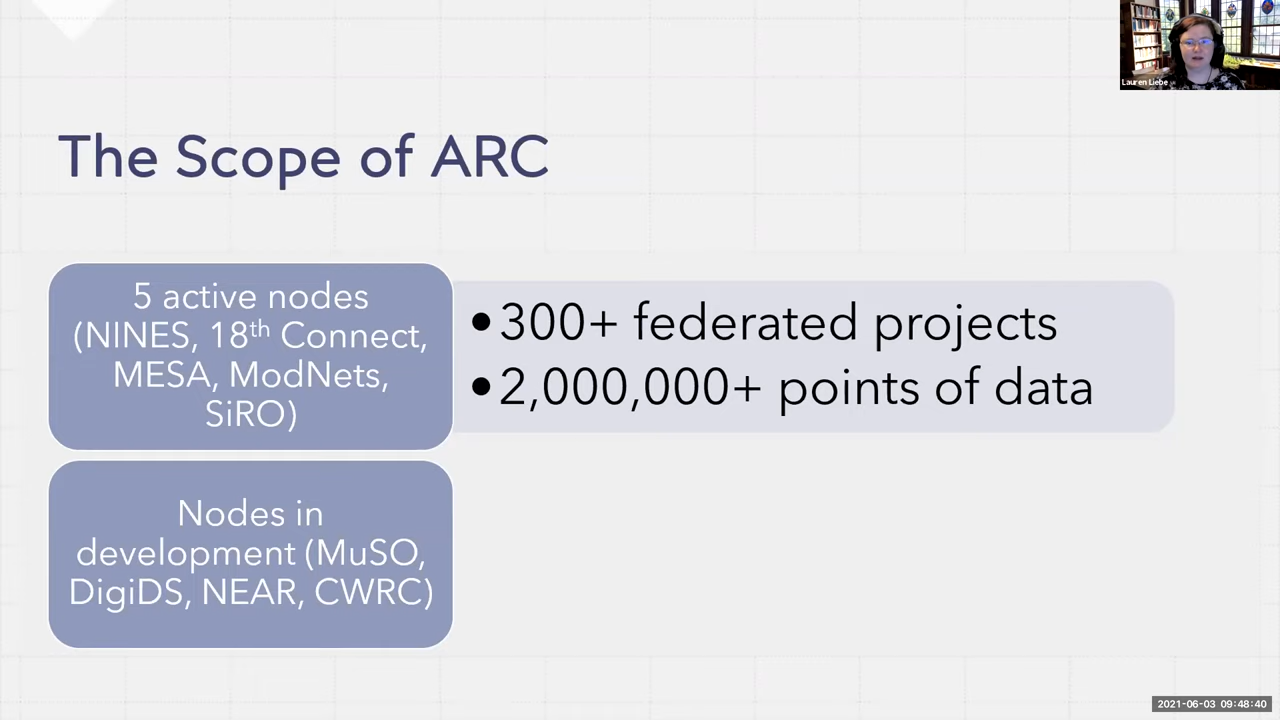 Lauren Liebe
The Scope of ARC
5 active nodes
(NINES, 18th Connect,
MESA, ModNets,
SiRO)
•300+ federated projects
•2,000,000+ points of data
Nodes in
development (MuSO,
DigiDS, NEAR, CWRC)
2021-06-03 09:48:40